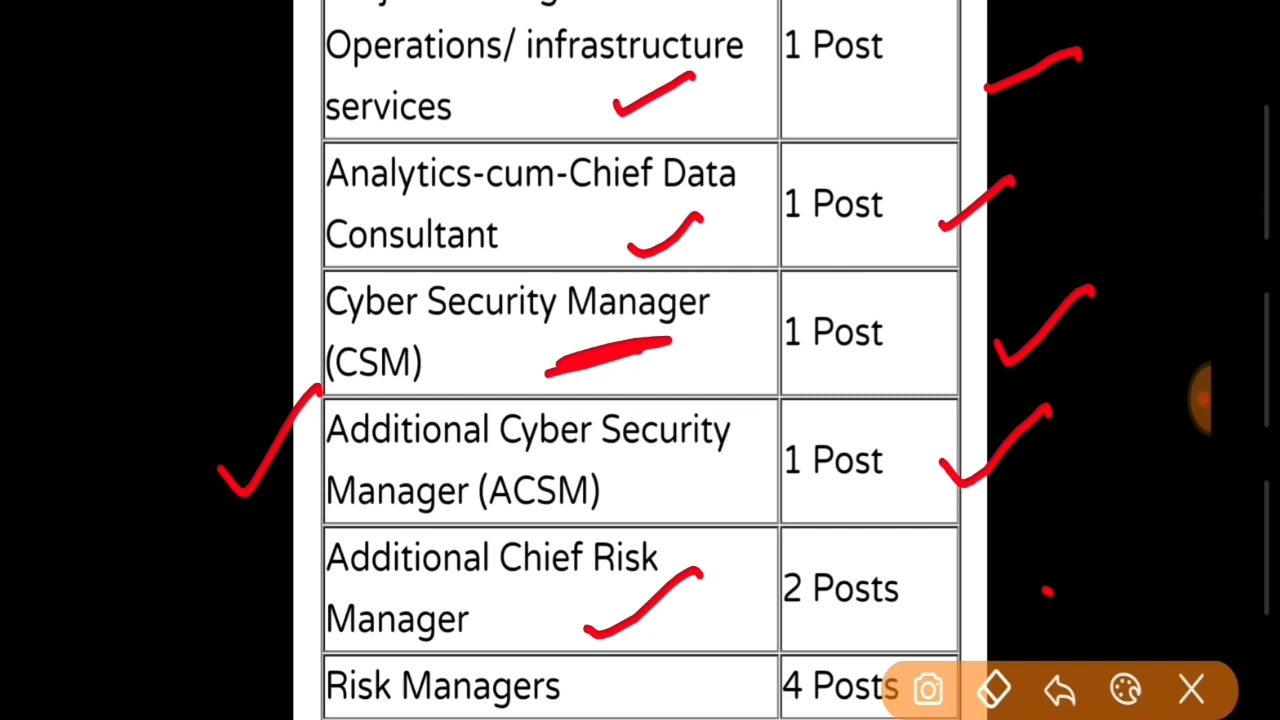 Operations/ infrastructure
services
1 Post
Analytics-cum-Chief Data
Consultant
1 Post
Cyber Security Manager
(CSM)
1 Post
Additional Cyber Security
Manager (ACSM)
1 Post
Additional Chief Risk
Manager
2 Posts
Risk Managers
4 Posts